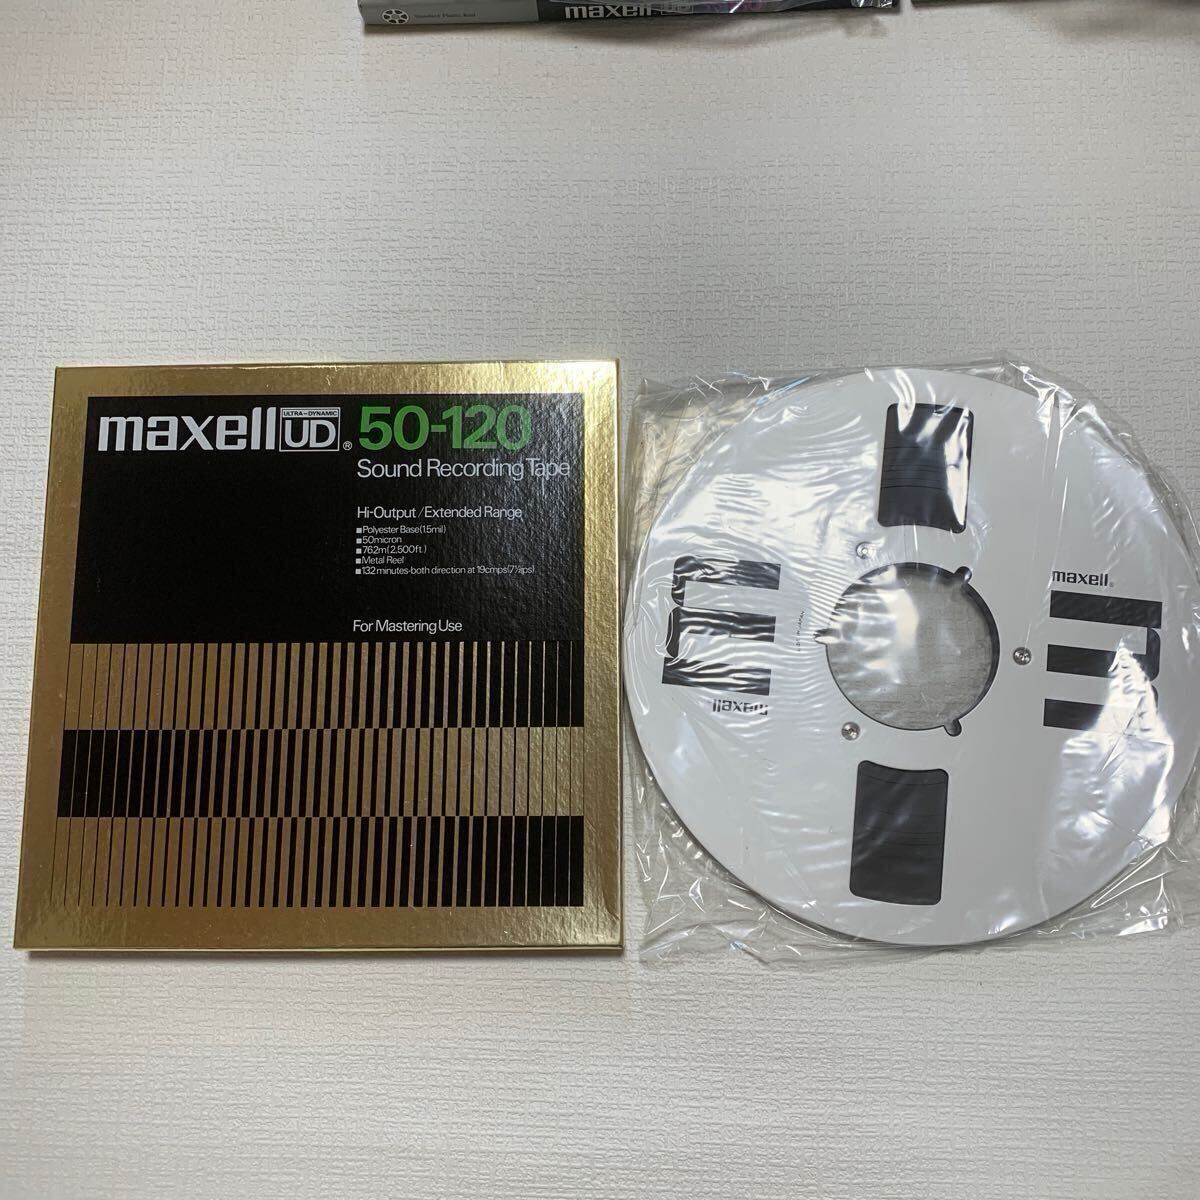 maxell UD
maxell ULTRA-DYNAMIC UD® 50-120
Sound Recording Tape
Hi-Output/Extended Range
■Polyester Base(1.5mil)
■50micron
■762m(2,500ft.)
■Metal Reel
■132 minutes-both direction at 19cmps(7½ips)
For Mastering Use
maxell®
maxell